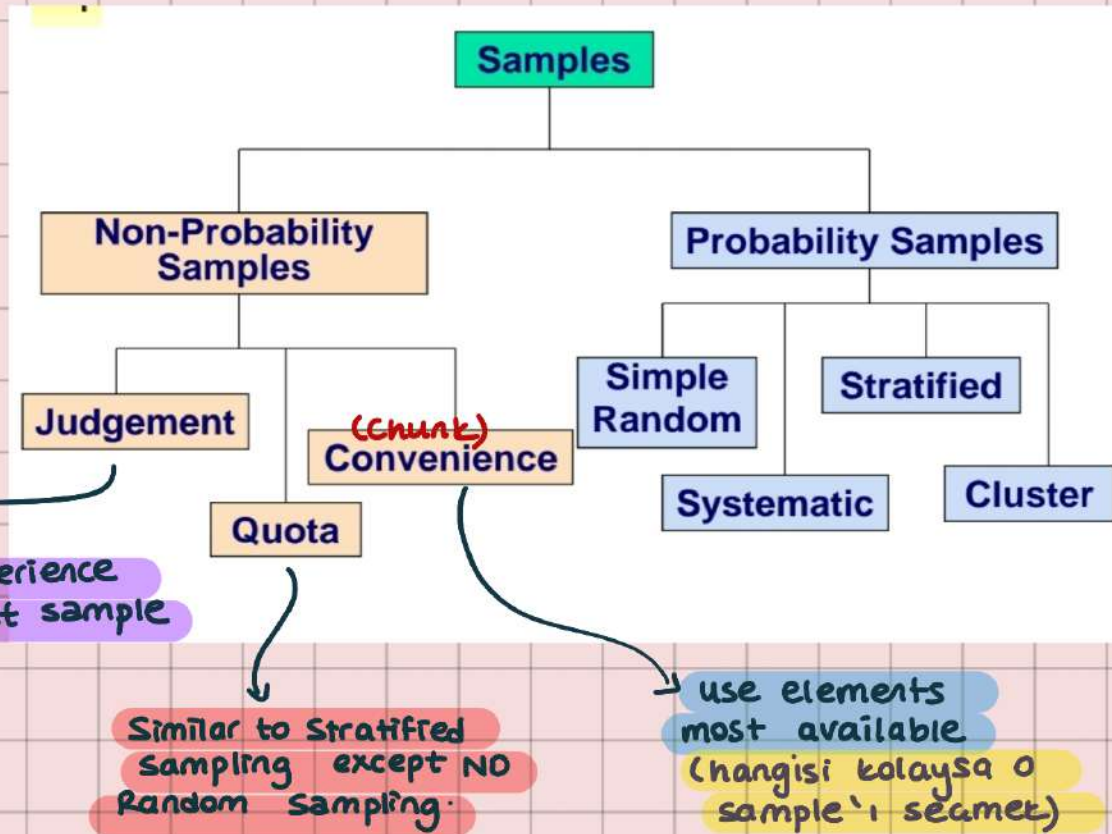 Samples
Non-Probability
Samples
Probability Samples
Judgement
Quota
(Chunk)
Convenience
Simple
Random
Systematic
Stratified
Cluster
sample
Similar to Stratified
sampling except NO
Random Sampling.
use elements
most available
(hangisi kolaysa o
sample'ı seçmek)